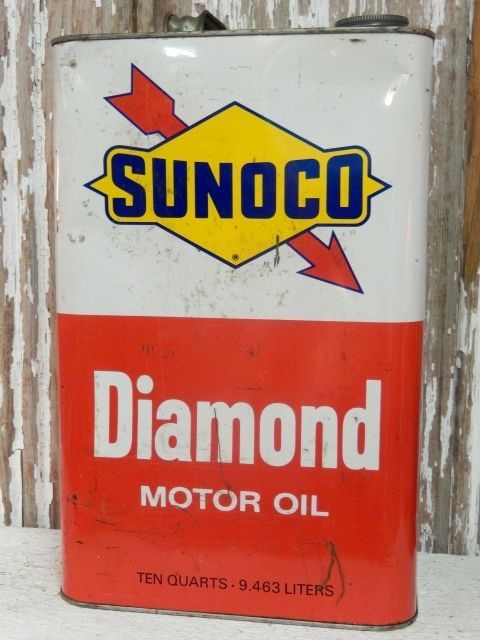 SUNOCO
®
Diamond
MOTOR OIL
TEN QUARTS · 9.463 LITERS